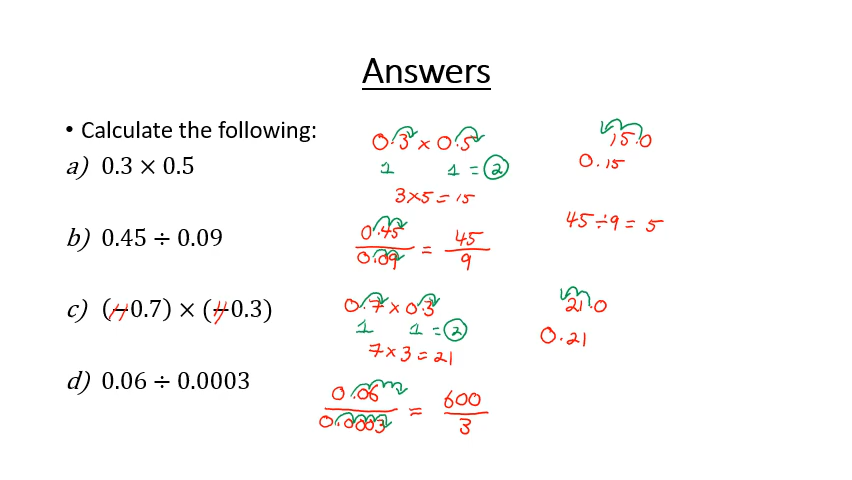 Answers
• Calculate the following:
a) 0.3 × 0.5
0.3 × 0.5
1 1 = 2
3 × 5 = 15
15.0
0.15
b) 0.45 ÷ 0.09
0.45 / 0.09 = 45 / 9
45 ÷ 9 = 5
c) (−0.7) × (−0.3)
0.7 × 0.3
1 1 = 2
7 × 3 = 21
21.0
0.21
d) 0.06 ÷ 0.0003
0.06 / 0.0003 = 600 / 3